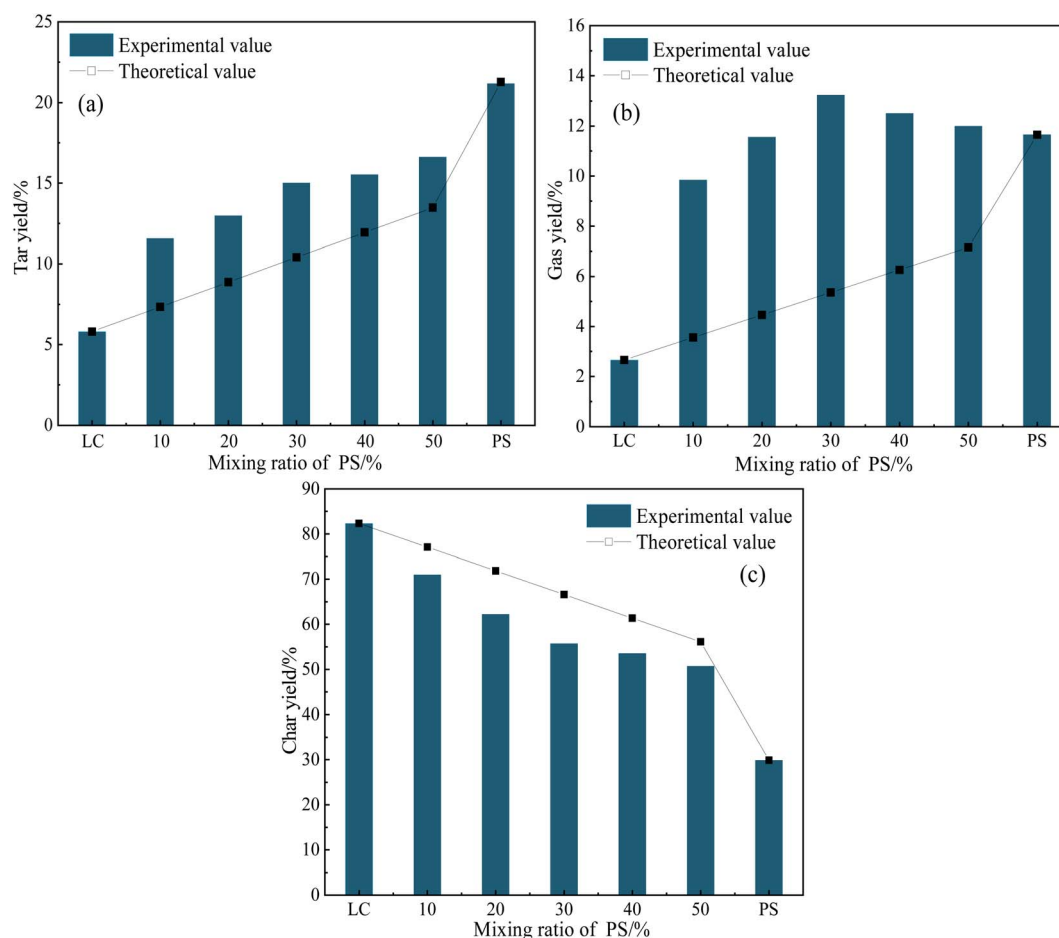 25
20
15
10
5
0
Tar yield/%
Experimental value
Theoretical value
(a)
LC 10 20 30 40 50 PS
Mixing ratio of PS/%
16
14
12
10
8
6
4
2
0
Gas yield/%
Experimental value
Theoretical value
(b)
LC 10 20 30 40 50 PS
Mixing ratio of PS/%
90
80
70
60
50
40
30
20
10
0
Char yield/%
Experimental value
Theoretical value
(c)
LC 10 20 30 40 50 PS
Mixing ratio of PS/%